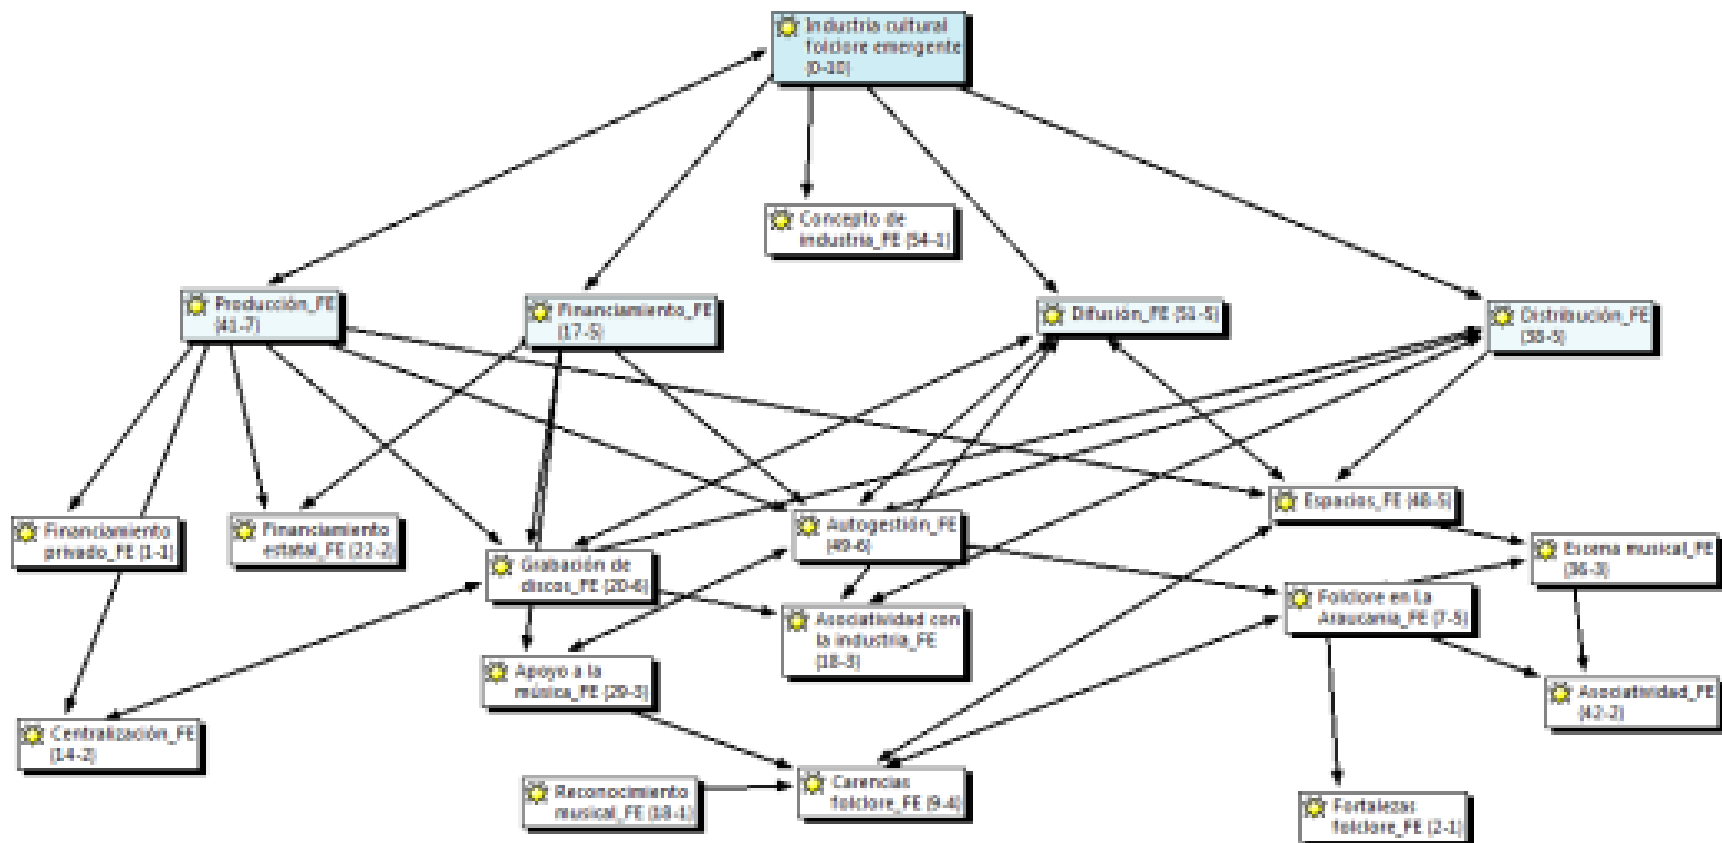 Industria cultural
folclore emergente
(0-10)
Concepto de
industria_FE (54-1)
Producción_FE
(41-7)
Financiamiento_FE
(17-5)
Difusión_FE (51-5)
Distribución_FE
Financiamiento
privado_FE (1-1)
Financiamiento
estatal_FE (22-2)
Grabación de
discos_FE (20-6)
Autogestión_FE
(49-6)
Espacios_FE (48-5)
Escena musical_FE
(36-3)
Folclore en La
Araucanía_FE (7-5)
Asociatividad con
la industria_FE
(18-3)
Apoyo a la
música_FE (29-3)
Asociatividad_FE
(42-2)
Centralización_FE
(14-2)
Reconocimiento
musical_FE (18-1)
Carencias
folclore_FE (9-4)
Fortalezas
folclore_FE (2-1)